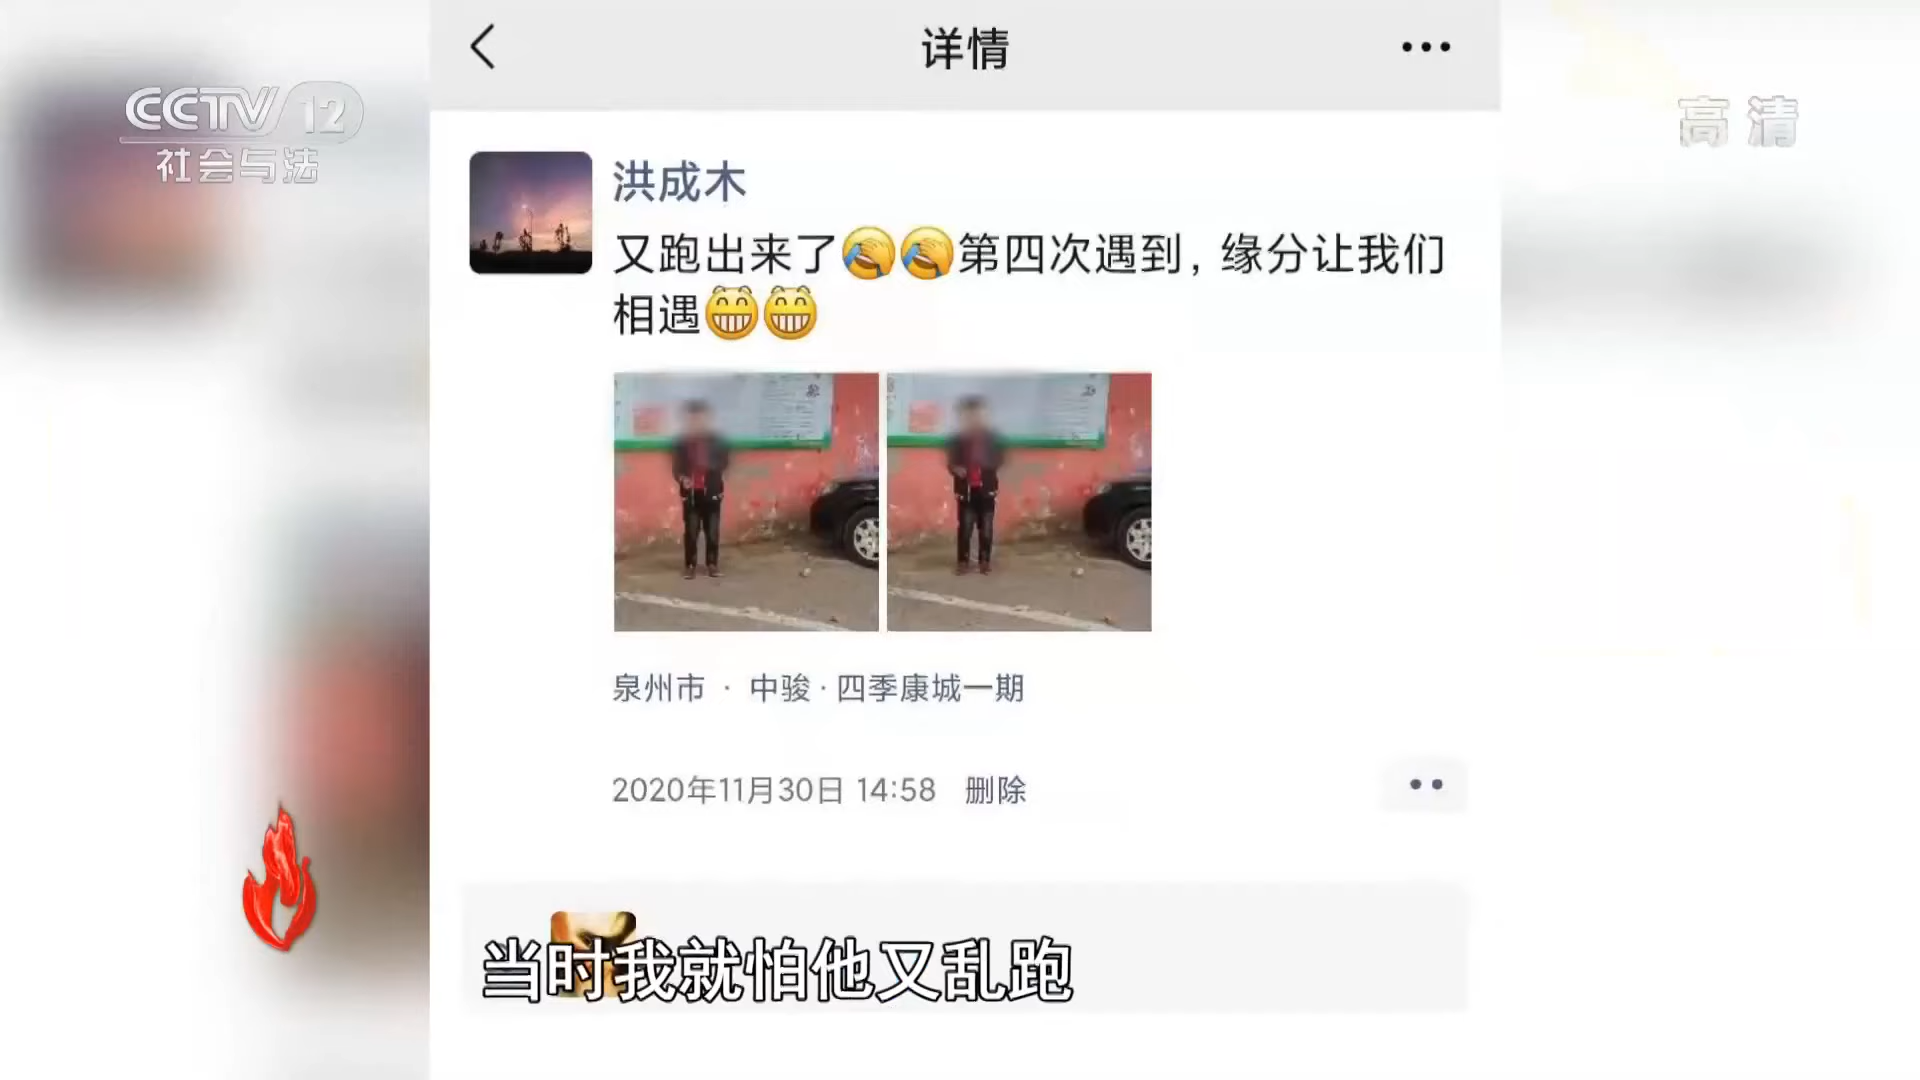 详情
CCTV 12
社会与法
高清
洪成木
又跑出来了🤦🤦第四次遇到，缘分让我们
相遇😁😁
泉州市 · 中骏·四季康城一期
2020年11月30日 14:58 删除
当时我就怕他又乱跑